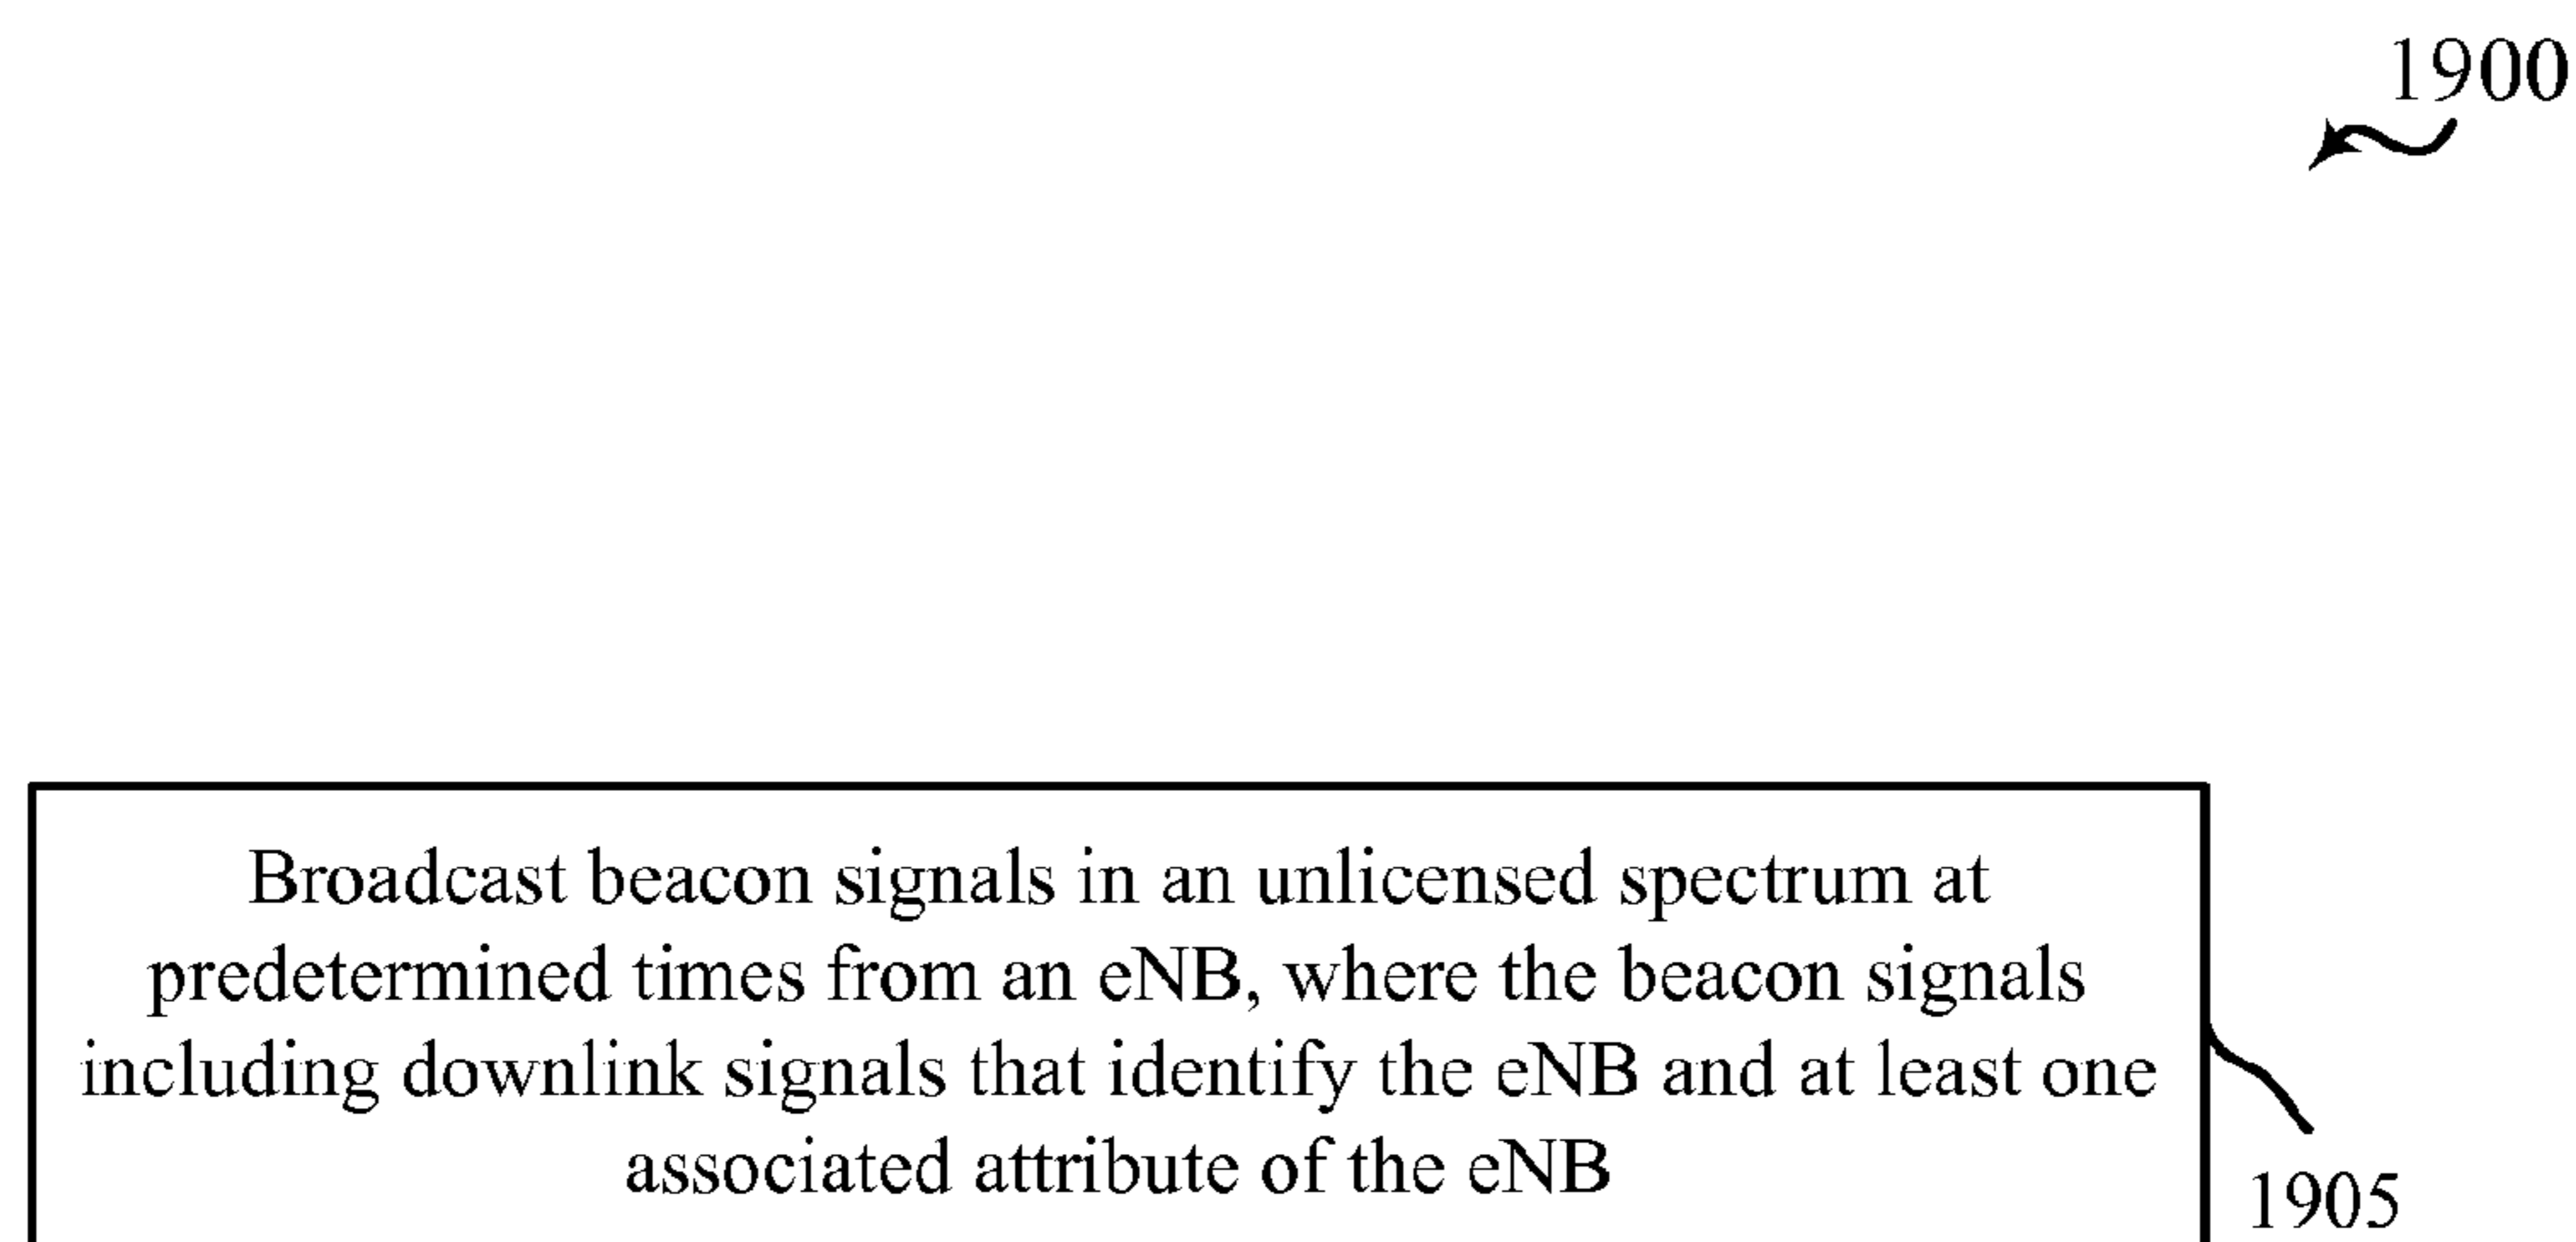 1900
Broadcast beacon signals in an unlicensed spectrum at
predetermined times from an eNB, where the beacon signals
including downlink signals that identify the eNB and at least one
associated attribute of the eNB
1905